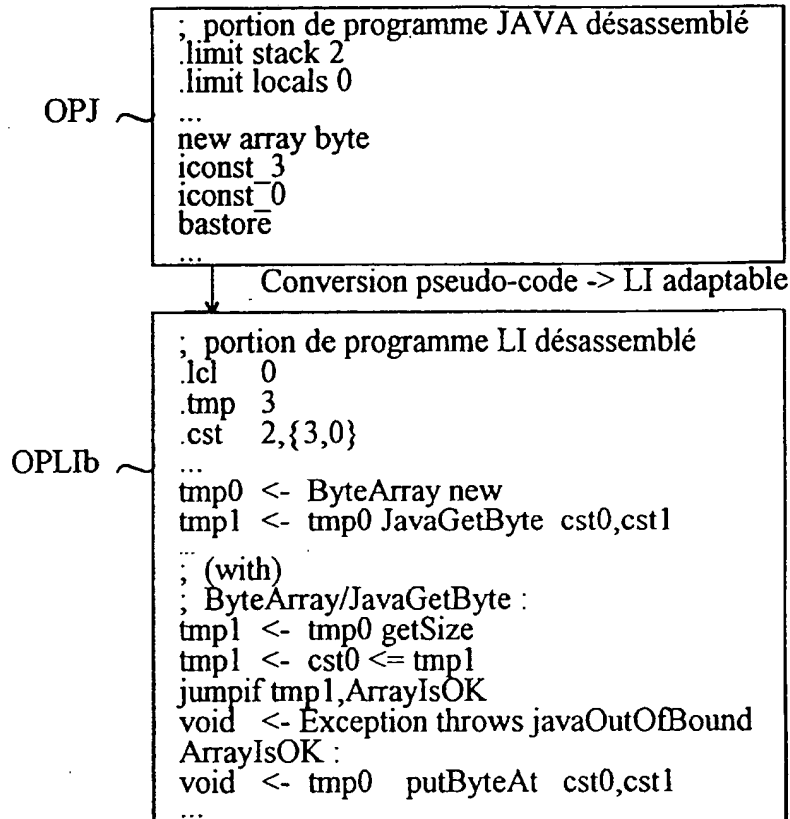 ; portion de programme JAVA désassemblé
.limit stack 2
.limit locals 0
OPJ
...
new array byte
iconst_3
iconst_0
bastore
...
Conversion pseudo-code -> LI adaptable
; portion de programme LI désassemblé
.lcl 0
.tmp 3
.cst 2,{3,0}
OPLIb
...
tmp0 <- ByteArray new
tmp1 <- tmp0 JavaGetByte cst0,cst1
...
; (with)
; ByteArray/JavaGetByte :
tmp1 <- tmp0 getSize
tmp1 <- cst0 <= tmp1
jumpif tmp1,ArrayIsOK
void <- Exception throws javaOutOfBound
ArrayIsOK :
void <- tmp0 putByteAt cst0,cst1
...